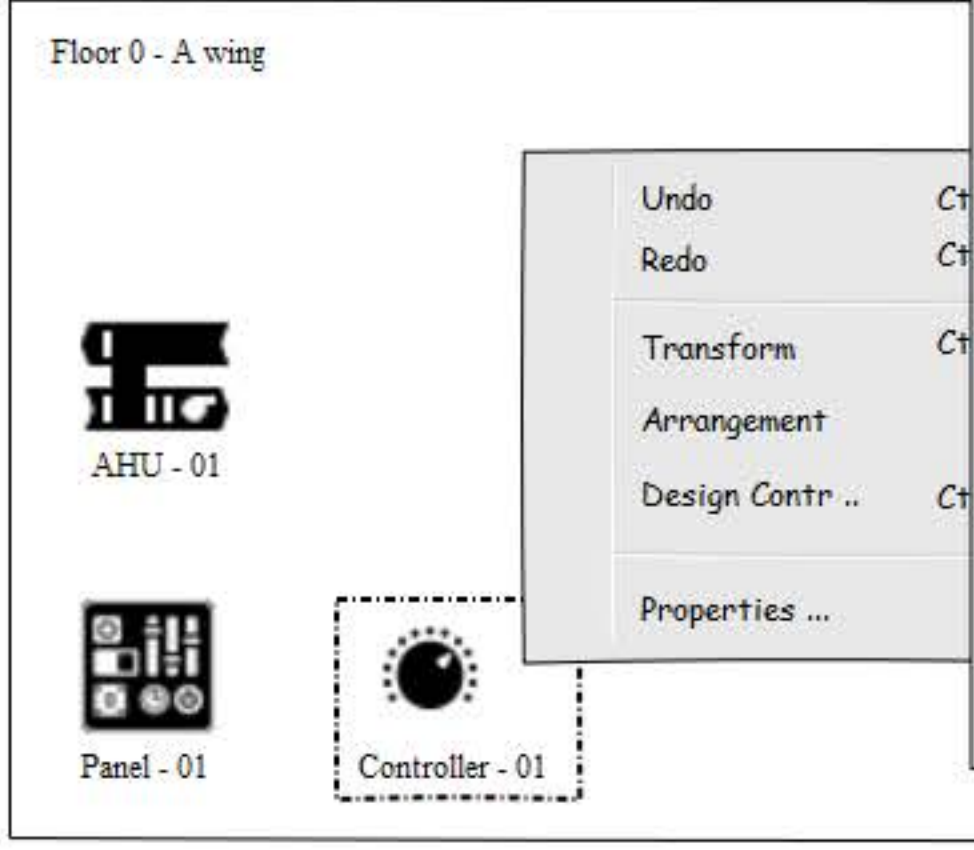 Floor 0 - A wing
Undo Ct
Redo Ct
Transform Ct
Arrangement
Design Contr .. Ct
Properties ...
AHU - 01
Panel - 01
Controller - 01